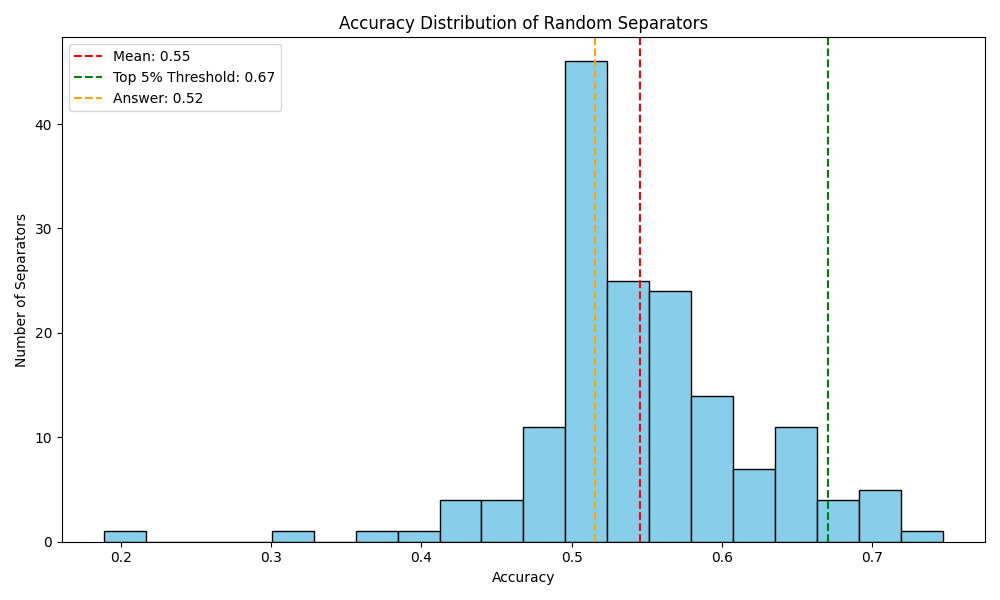 Accuracy Distribution of Random Separators
Mean: 0.55
Top 5% Threshold: 0.67
Answer: 0.52
Number of Separators
40
30
20
10
0
0.2 0.3 0.4 0.5 0.6 0.7
Accuracy